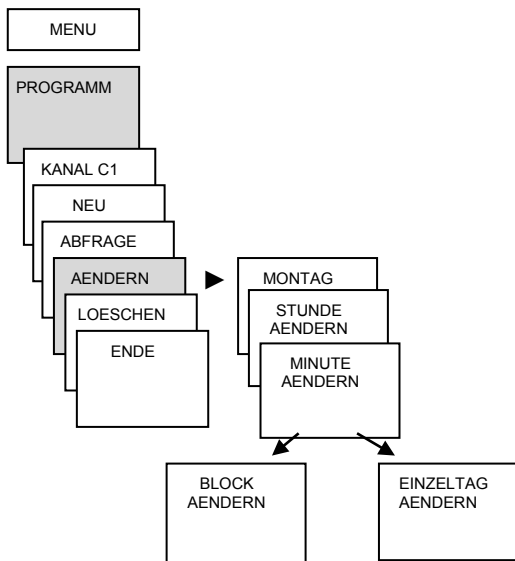 MENU
PROGRAMM
KANAL C1
NEU
ABFRAGE
AENDERN
LOESCHEN
ENDE
MONTAG
STUNDE
AENDERN
MINUTE
AENDERN
BLOCK
AENDERN
EINZELTAG
AENDERN